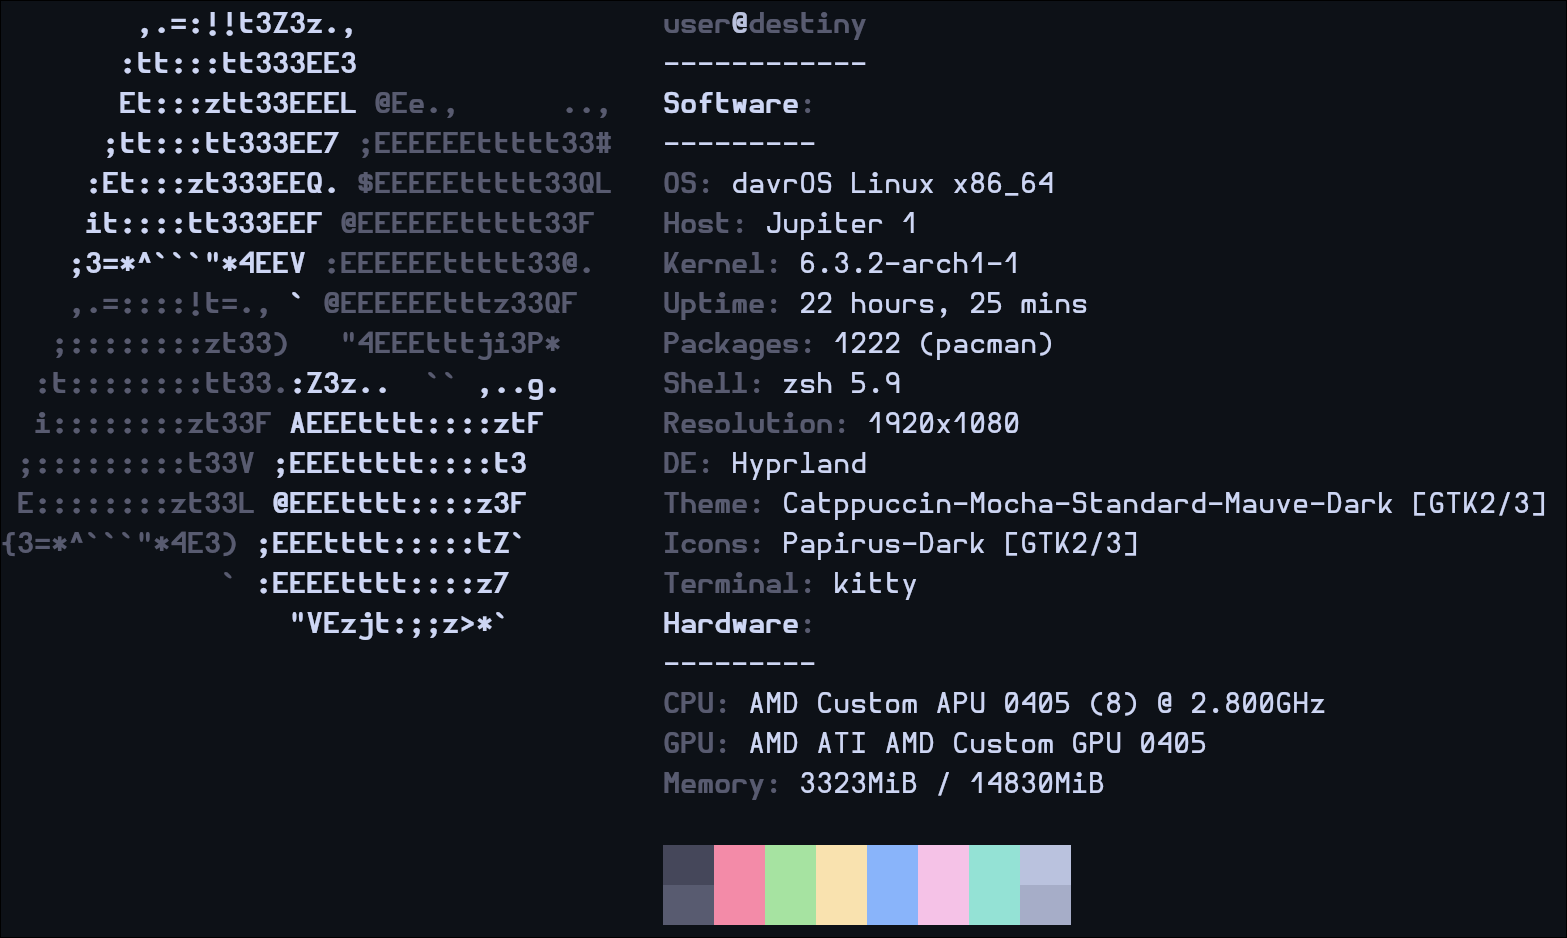 ,.=:!!t3Z3z.,                  user@destiny
       :tt:::tt333EE3                  ------------
       Et:::ztt33EEEL @Ee.,      ..,   Software:
      ;tt:::tt333EE7 ;EEEEEEttttt33#   ---------
     :Et:::zt333EEQ. $EEEEEttttt33QL   OS: davrOS Linux x86_64
     it::::tt333EEF @EEEEEEttttt33F    Host: Jupiter 1
    ;3=*^```"*4EEV :EEEEEEttttt33@.    Kernel: 6.3.2-arch1-1
    ,.=::::!t=., ` @EEEEEEtttz33QF     Uptime: 22 hours, 25 mins
   ;::::::::zt33)   "4EEEtttji3P*      Packages: 1222 (pacman)
  :t::::::::tt33.:Z3z..  `` ,..g.      Shell: zsh 5.9
  i::::::::zt33F AEEEtttt::::ztF       Resolution: 1920x1080
 ;:::::::::t33V ;EEEttttt::::t3        DE: Hyprland
 E::::::::zt33L @EEEtttt::::z3F        Theme: Catppuccin-Mocha-Standard-Mauve-Dark [GTK2/3]
{3=*^```"*4E3) ;EEEtttt:::::tZ`        Icons: Papirus-Dark [GTK2/3]
             ` :EEEEtttt::::z7         Terminal: kitty
                 "VEzjt:;;z>*`         Hardware:
                                       ---------
                                       CPU: AMD Custom APU 0405 (8) @ 2.800GHz
                                       GPU: AMD ATI AMD Custom GPU 0405
                                       Memory: 3323MiB / 14830MiB